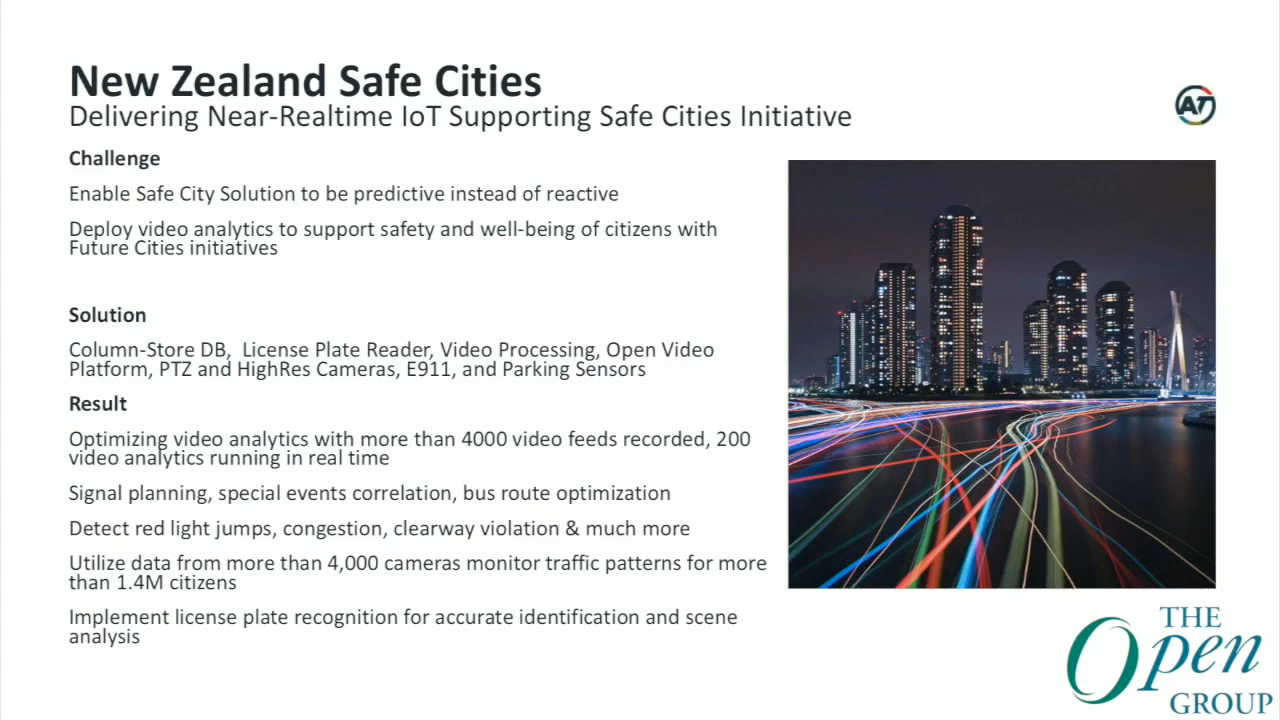 New Zealand Safe Cities
Delivering Near-Realtime IoT Supporting Safe Cities Initiative
AT
Challenge
Enable Safe City Solution to be predictive instead of reactive
Deploy video analytics to support safety and well-being of citizens with
Future Cities initiatives
Solution
Column-Store DB,  License Plate Reader, Video Processing, Open Video
Platform, PTZ and HighRes Cameras, E911, and Parking Sensors
Result
Optimizing video analytics with more than 4000 video feeds recorded, 200
video analytics running in real time
Signal planning, special events correlation, bus route optimization
Detect red light jumps, congestion, clearway violation & much more
Utilize data from more than 4,000 cameras monitor traffic patterns for more
than 1.4M citizens
Implement license plate recognition for accurate identification and scene
analysis
THE
Open
GROUP